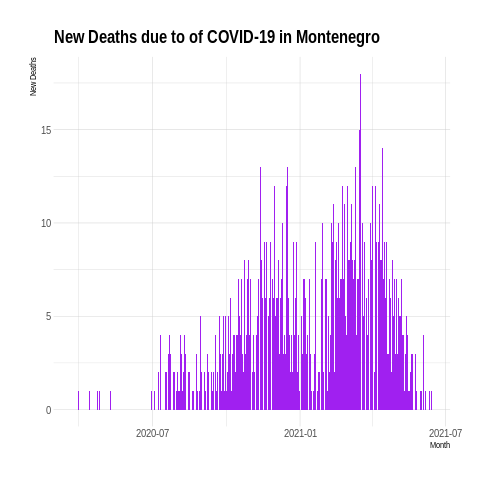 New Deaths due to of COVID-19 in Montenegro
New Deaths
15
10
5
0
2020-07 2021-01 2021-07
Month